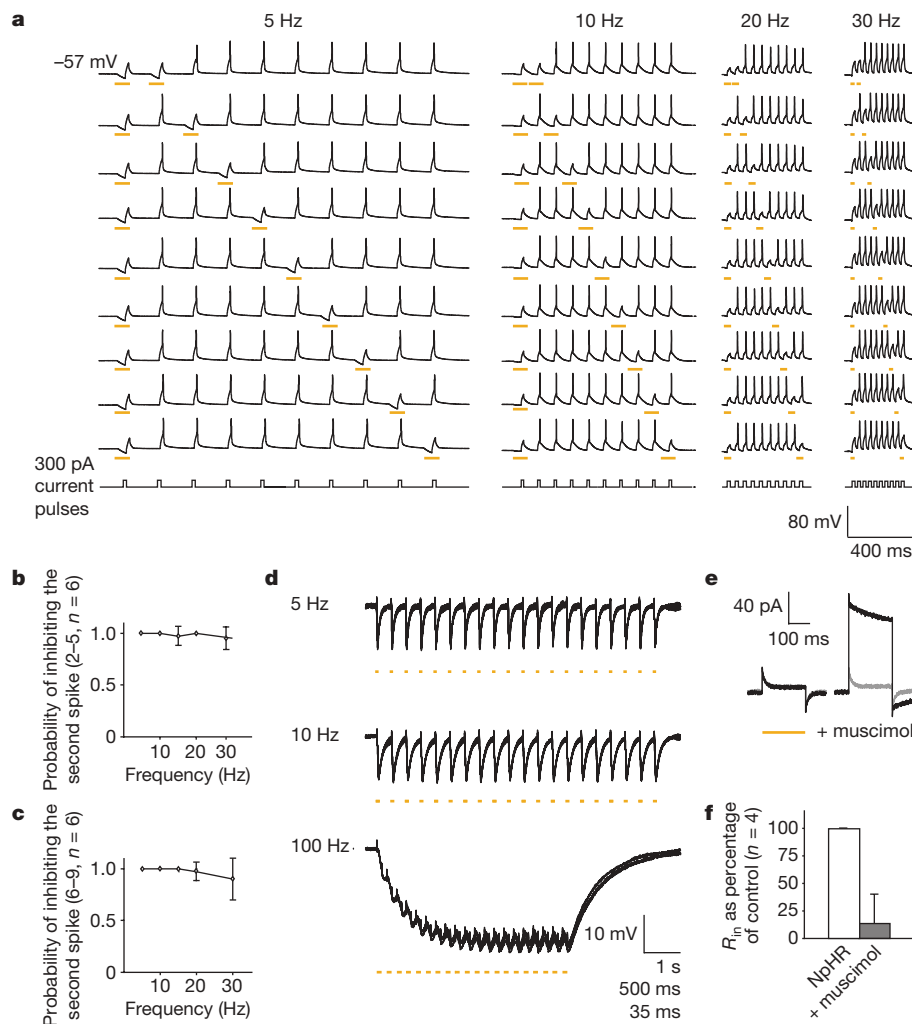 a
5 Hz
10 Hz
20 Hz
30 Hz
–57 mV
300 pA
current
pulses
80 mV
400 ms
b
Probability of inhibiting the
second spike (2–5, n = 6)
1.0
0.5
0
10
20
30
Frequency (Hz)
c
Probability of inhibiting the
second spike (6–9, n = 6)
1.0
0.5
0
10
20
30
Frequency (Hz)
d
5 Hz
10 Hz
100 Hz
10 mV
1 s
500 ms
35 ms
e
40 pA
100 ms
+ muscimol
f
Rin as percentage
of control (n = 4)
100
75
50
25
0
NpHR
+ muscimol